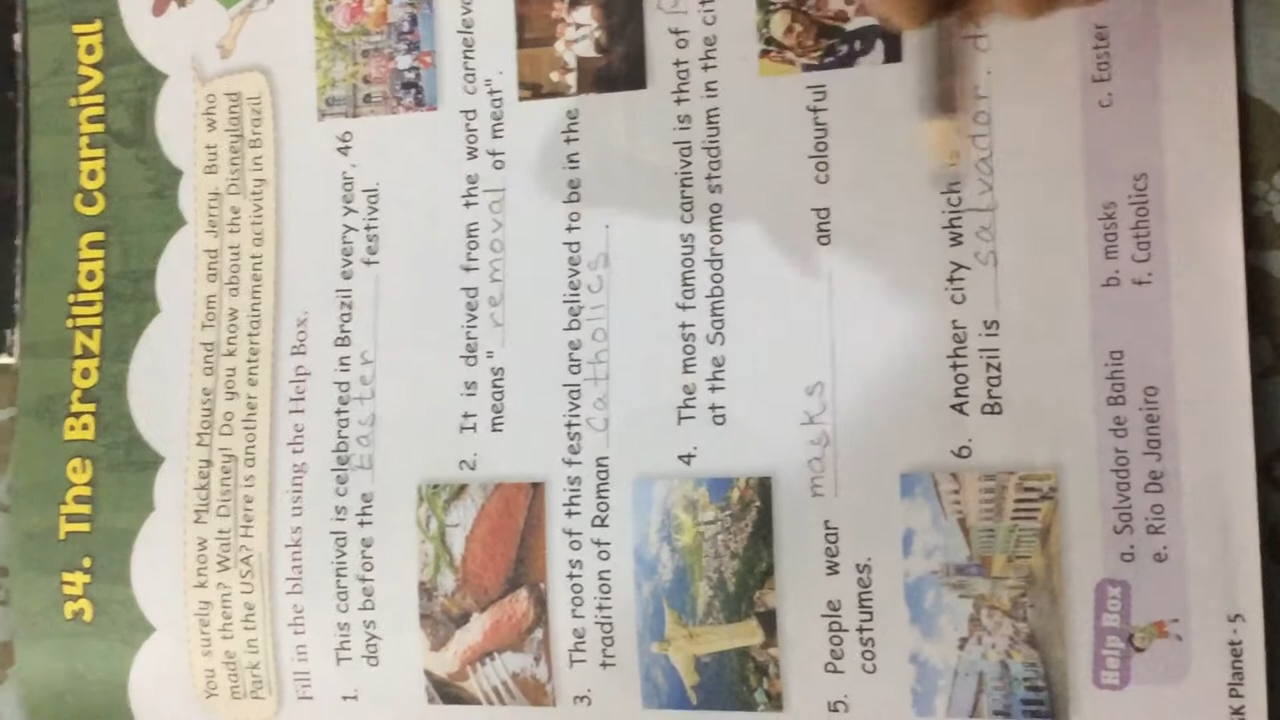 34. The Brazilian Carnival
You surely know Mickey Mouse and Tom and Jerry. But who
made them? Walt Disney! Do you know about the Disneyland
Park in the USA? Here is another entertainment activity in Brazil
Fill in the blanks using the Help Box.
1. This carnival is celebrated in Brazil every year, 46
days before the Easter festival.
2. It is derived from the word carnelev
means "removal of meat".
3. The roots of this festival are believed to be in the
tradition of Roman Catholics.
4. The most famous carnival is that of
at the Sambodromo stadium in the cit
5. People wear masks and colourful
costumes.
6. Another city which
Brazil is salvador. d
Help Box
a. Salvador de Bahia b. masks c. Easter
e. Rio De Janeiro f. Catholics
K Planet - 5